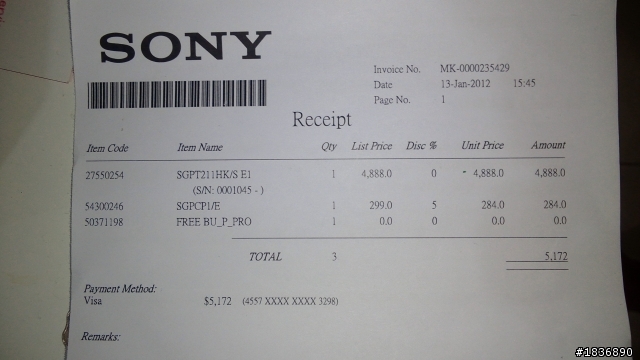 SONY
Invoice No. MK-0000235429
Date 13-Jan-2012 15:45
Page No. 1
Receipt
Item Code Item Name Qty List Price Disc % Unit Price Amount
27550254 SGPT211HK/S E1 1 4,888.0 0 4,888.0 4,888.0
(S/N: 0001045 - )
54300246 SGPCP1/E 1 299.0 5 284.0 284.0
50371198 FREE BU_P_PRO 1 0.0 0 0.0 0.0
TOTAL 3 5,172
Payment Method:
Visa $5,172 (4557 XXXX XXXX 3298)
Remarks:
#1836890